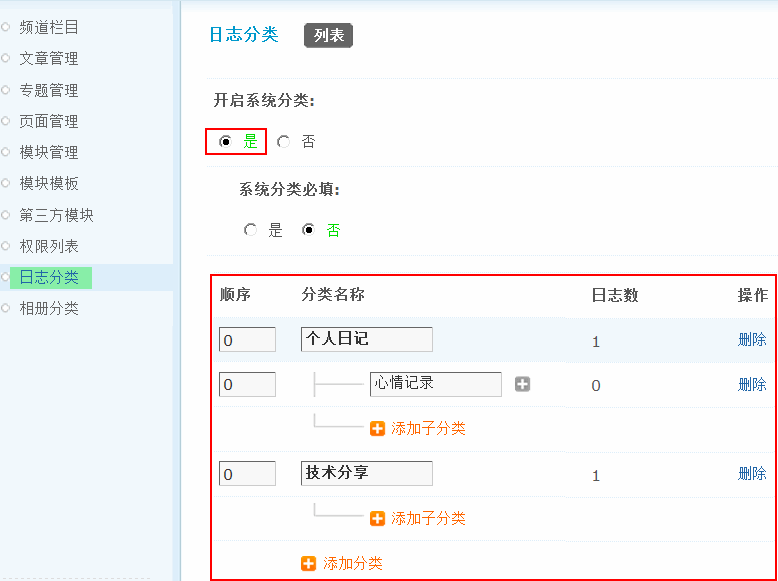 频道栏目
文章管理
专题管理
页面管理
模块管理
模块模板
第三方模块
权限列表
日志分类
相册分类
日志分类 列表
开启系统分类:
是 否
系统分类必填:
是 否
顺序 分类名称 日志数 操作
0 个人日记 1 删除
0 心情记录 0 删除
添加子分类
0 技术分享 1 删除
添加子分类
添加分类